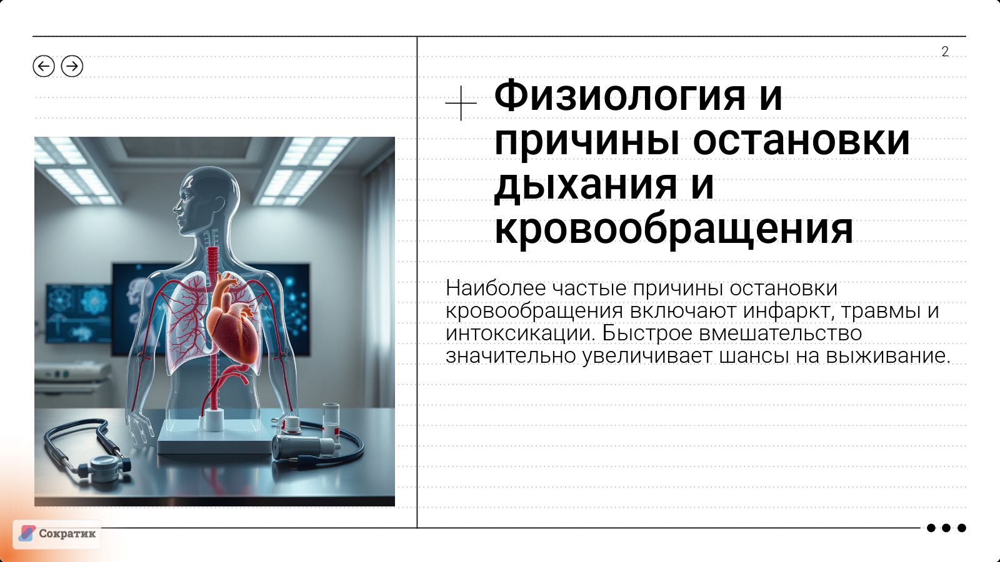 2
Физиология и
причины остановки
дыхания и
кровообращения
Наиболее частые причины остановки
кровообращения включают инфаркт, травмы и
интоксикации. Быстрое вмешательство
значительно увеличивает шансы на выживание.
Сократик